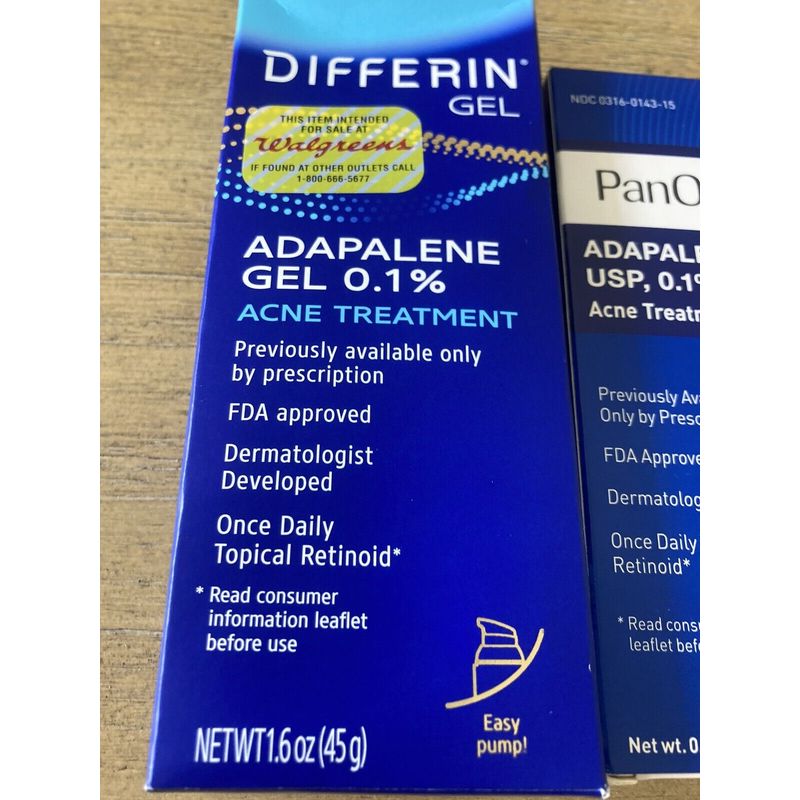 DIFFERIN®
GEL
THIS ITEM INTENDED
FOR SALE AT
Walgreens
IF FOUND AT OTHER OUTLETS CALL
1-800-666-5677
ADAPALENE
GEL 0.1%
ACNE TREATMENT
Previously available only
by prescription
FDA approved
Dermatologist
Developed
Once Daily
Topical Retinoid*
* Read consumer
information leaflet
before use
Easy
pump!
NETWT1.6 oz (45 g)
NDC 0316-0143-15
PanO
ADAPAL
USP, 0.1%
Acne Treatm
Previously Av
Only by Presc
FDA Approve
Dermatolog
Once Daily
Retinoid*
* Read consu
leaflet bef
Net wt. 0